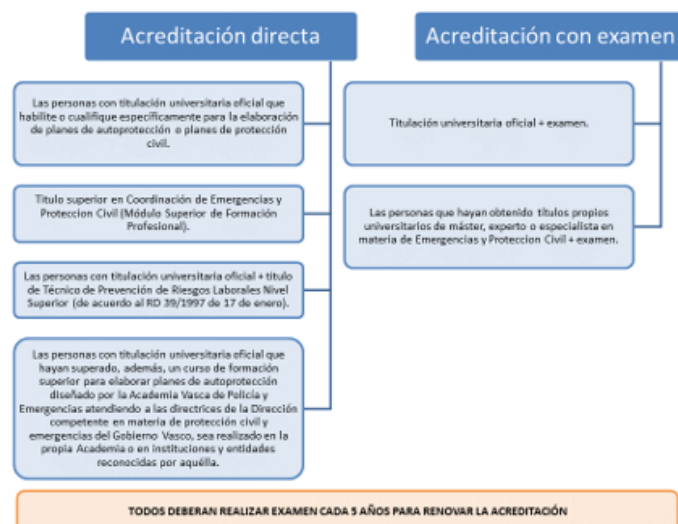 Acreditación directa
Las personas con titulación universitaria oficial que
habilite o cualifique específicamente para la elaboración
de planes de autoprotección o planes de protección
civil.
Titulo superior en Coordinación de Emergencias y
Proteccion Civil (Módulo Superior de Formación
Profesional).
Las personas con titulación universitaria oficial + titulo
de Técnico de Prevención de Riesgos Laborales Nivel
Superior (de acuerdo al RD 39/1997 de 17 de enero).
Las personas con titulación universitaria oficial que
hayan superado, además, un curso de formación
superior para elaborar planes de autoprotección
diseñado por la Academia Vasca de Policía y
Emergencias atendiendo a las directrices de la Dirección
competente en materia de protección civil y
emergencias del Gobierno Vasco, sea realizado en la
propia Academia o en instituciones y entidades
reconocidas por aquélla.
Acreditación con examen
Titulación universitaria oficial + examen.
Las personas que hayan obtenido títulos propios
universitarios de máster, experto o especialista en
materia de Emergencias y Proteccion Civil + examen.
TODOS DEBERAN REALIZAR EXAMEN CADA 5 AÑOS PARA RENOVAR LA ACREDITACIÓN